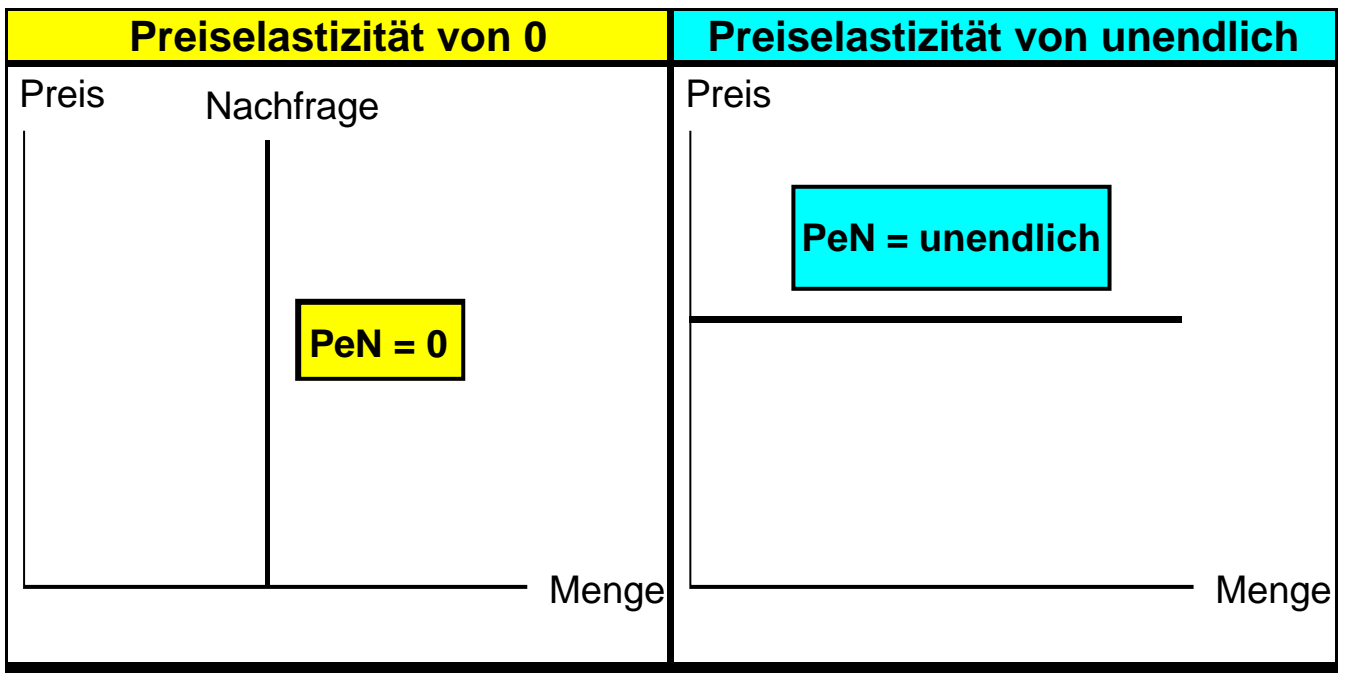 Preiselastizität von 0
Preiselastizität von unendlich
Preis
Nachfrage
PeN = 0
Menge
Preis
PeN = unendlich
Menge